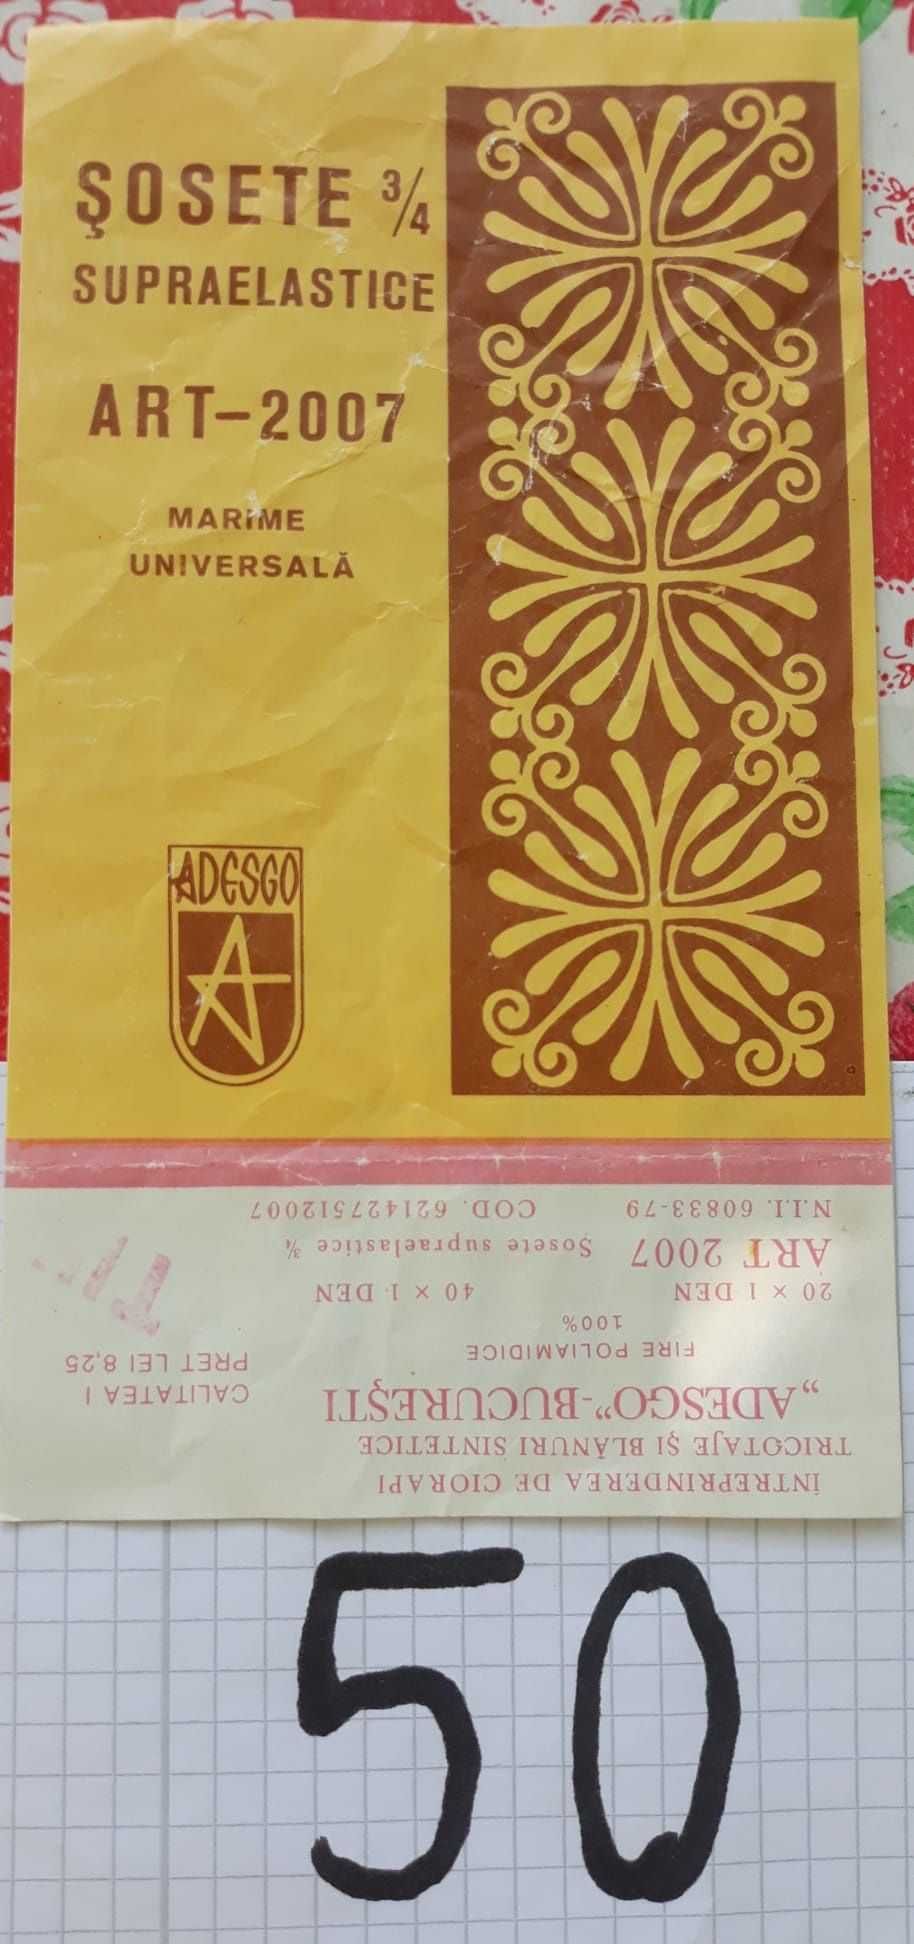 ŞOSETE 3/4
SUPRAELASTICE
ART-2007
MARIME
UNIVERSALĂ
ADESGO
ÎNTREPRINDEREA DE CIORAPI
TRICOTAJE ŞI BLĂNURI SINTETICE
„ADESGO“-BUCUREŞTI
CALITATEA I
PRET LEI 8,25
FIRE POLIAMIDICE
100%
20 × 1 DEN 40 × 1 DEN
ART 2007 Şosete supraelastice ¾
N.I.I. 60833-79 COD. 621427512007
50